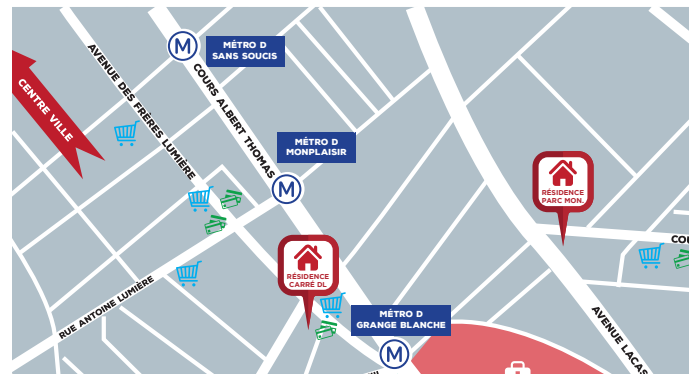 AVENUE DES FRÈRES LUMIÈRE
M
MÉTRO D
SANS SOUCIS
COURS ALBERT THOMAS
CENTRE VILLE
MÉTRO D
MONPLAISIR
M
RÉSIDENCE
PARC MON.
RÉSIDENCE
CARRÉ DL
RUE ANTOINE LUMIÈRE
MÉTRO D
GRANGE BLANCHE
M
AVENUE LACAS
COU